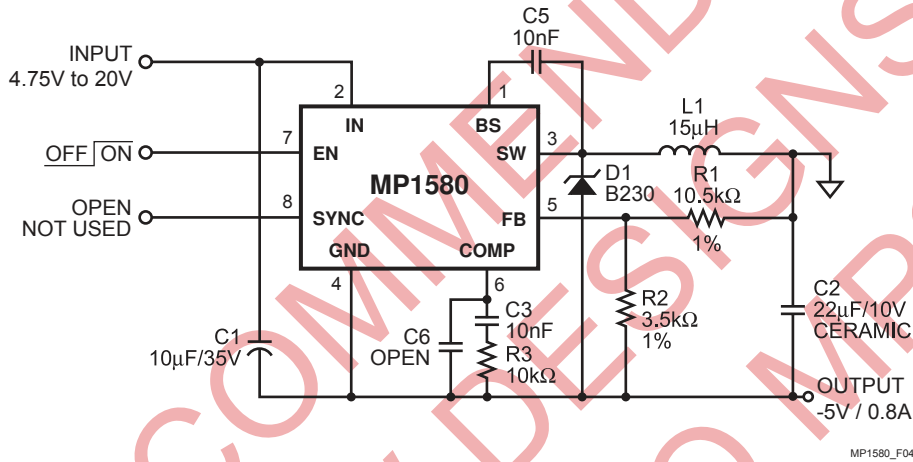 C5
10nF
INPUT
4.75V to 20V
2
1
IN
BS
L1
15µH
7
EN
SW
3
OFF ON
MP1580
D1
B230
R1
10.5kΩ
1%
OPEN
NOT USED
8
SYNC
FB
5
GND
COMP
4
6
C1
10µF/35V
C6
OPEN
C3
10nF
R3
10kΩ
R2
3.5kΩ
1%
C2
22µF/10V
CERAMIC
OUTPUT
-5V / 0.8A
MP1580_F04
COMMEND
DESIGNS
O MP